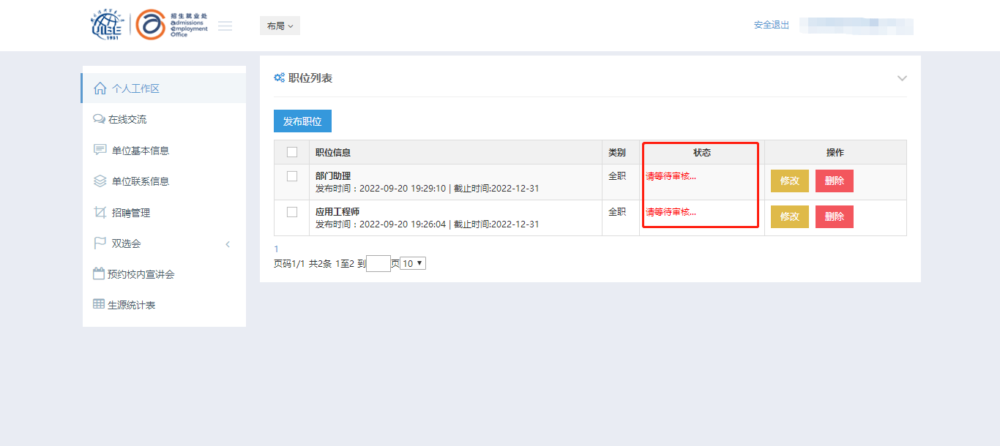 UIBE
1951
招生就业处
admissions
employment
Office
布局
安全退出
个人工作区
在线交流
单位基本信息
单位联系信息
招聘管理
双选会
预约校内宣讲会
生源统计表
职位列表
发布职位
职位信息 类别 状态 操作
部门助理 全职 请等待审核... 修改 删除
发布时间：2022-09-20 19:29:10 | 截止时间:2022-12-31
应用工程师 全职 请等待审核... 修改 删除
发布时间：2022-09-20 19:26:04 | 截止时间:2022-12-31
1
页码1/1 共2条 1至2 到 页 10